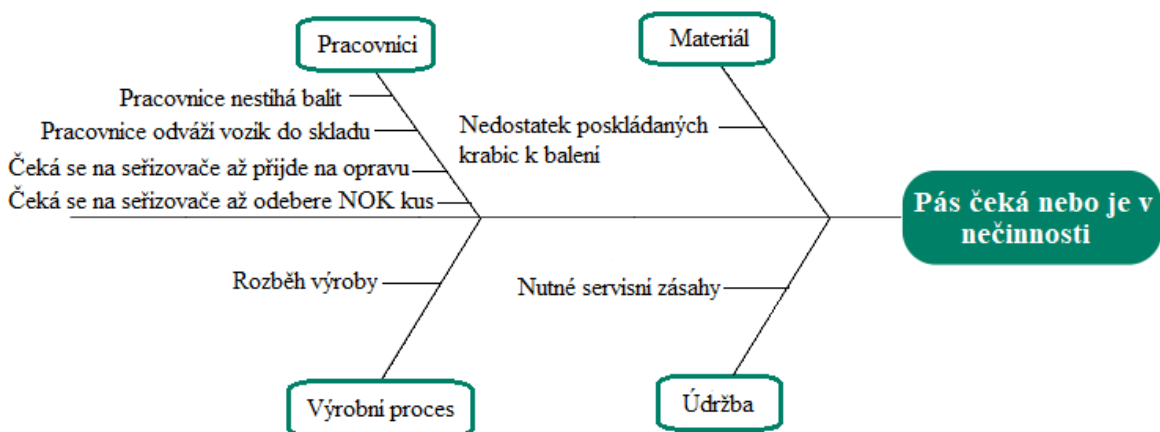 Pracovníci
Materiál
Pracovnice nestíhá balit
Pracovnice odváží vozík do skladu
Čeká se na seřizovače až přijde na opravu
Čeká se na seřizovače až odebere NOK kus
Nedostatek poskládaných
krabic k balení
Pás čeká nebo je v
nečinnosti
Rozběh výroby
Nutné servisní zásahy
Výrobní proces
Údržba